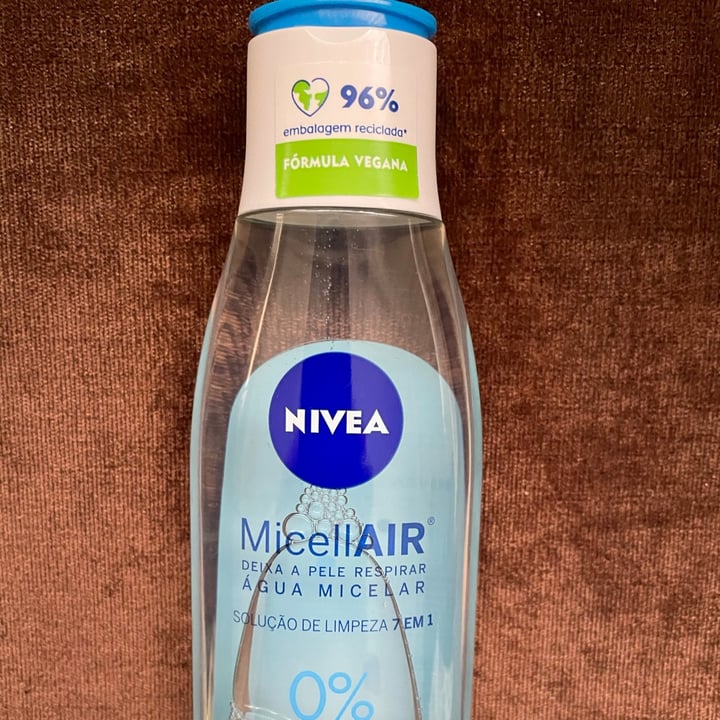 96%
embalagem reciclada*
FÓRMULA VEGANA
NIVEA
MicellAIR®
DEIXA A PELE RESPIRAR
ÁGUA MICELAR
SOLUÇÃO DE LIMPEZA 7 EM 1
0%